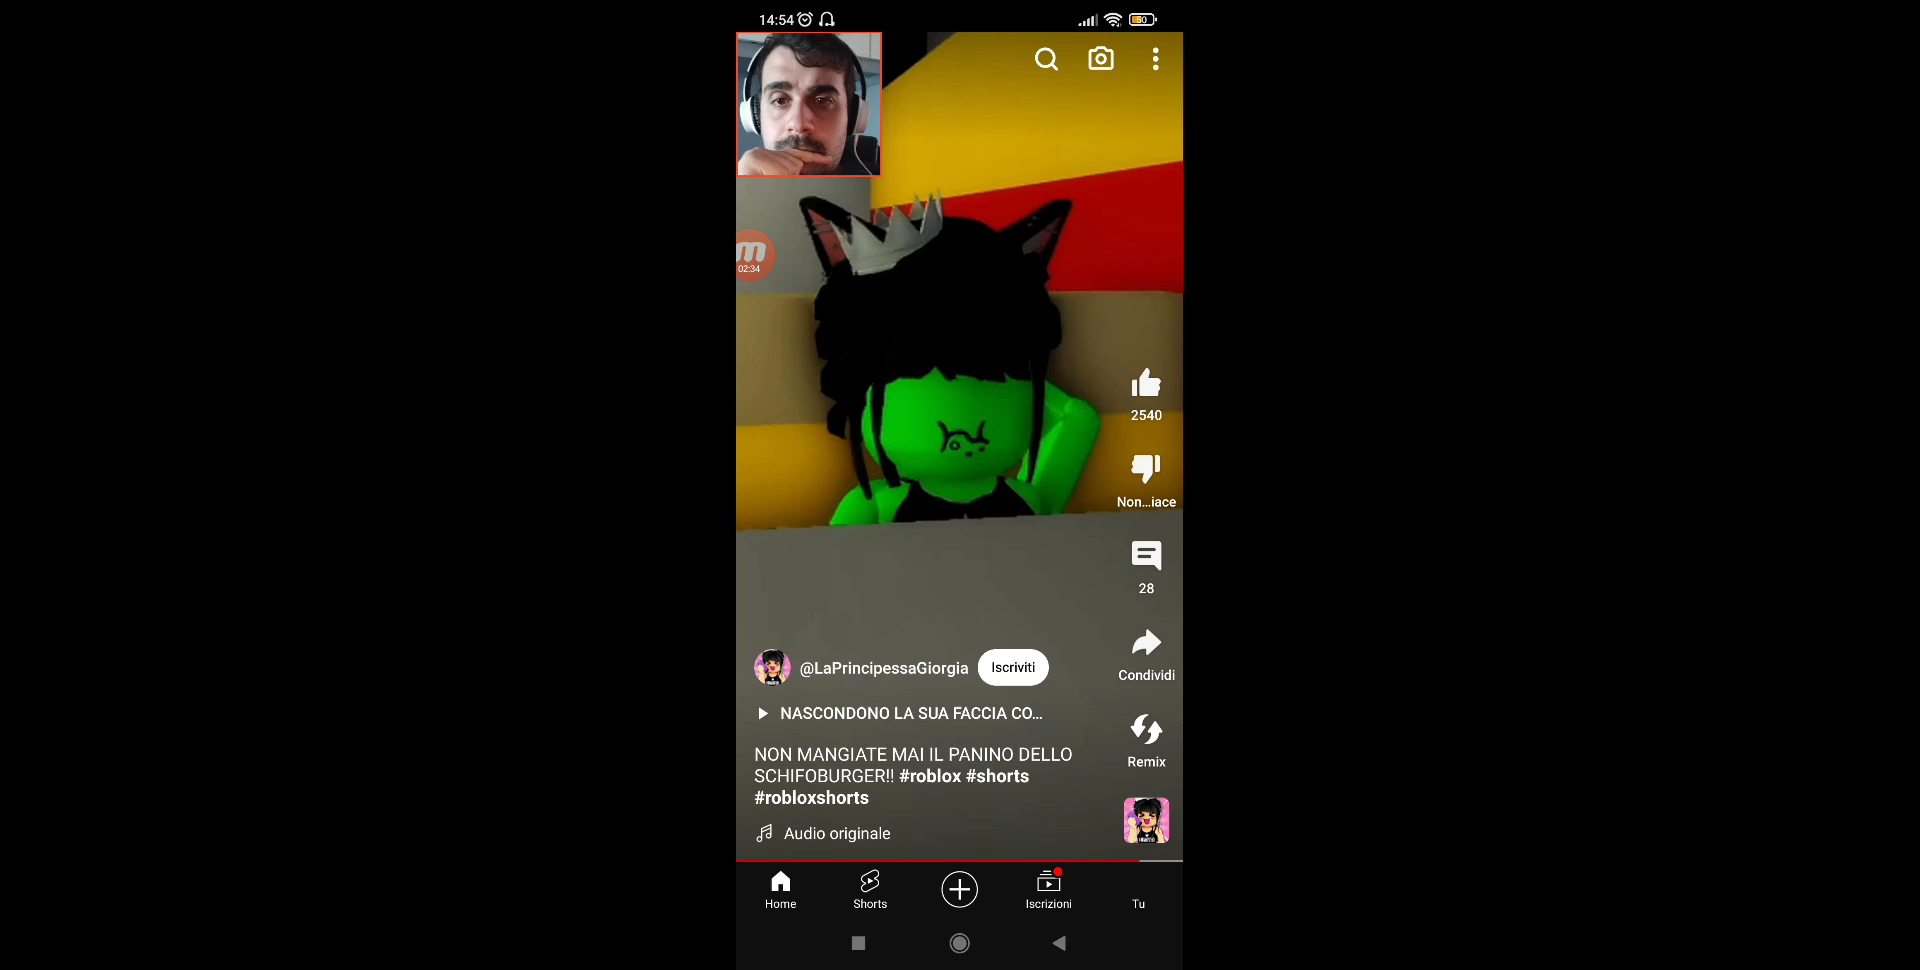 14:54
50
m
02:34
2540
Non...iace
28
Condividi
@LaPrincipessaGiorgia
Iscriviti
NASCONDONO LA SUA FACCIA CO...
NON MANGIATE MAI IL PANINO DELLO
SCHIFOBURGER!! #roblox #shorts
#robloxshorts
Remix
Audio originale
Home
Shorts
Iscrizioni
Tu